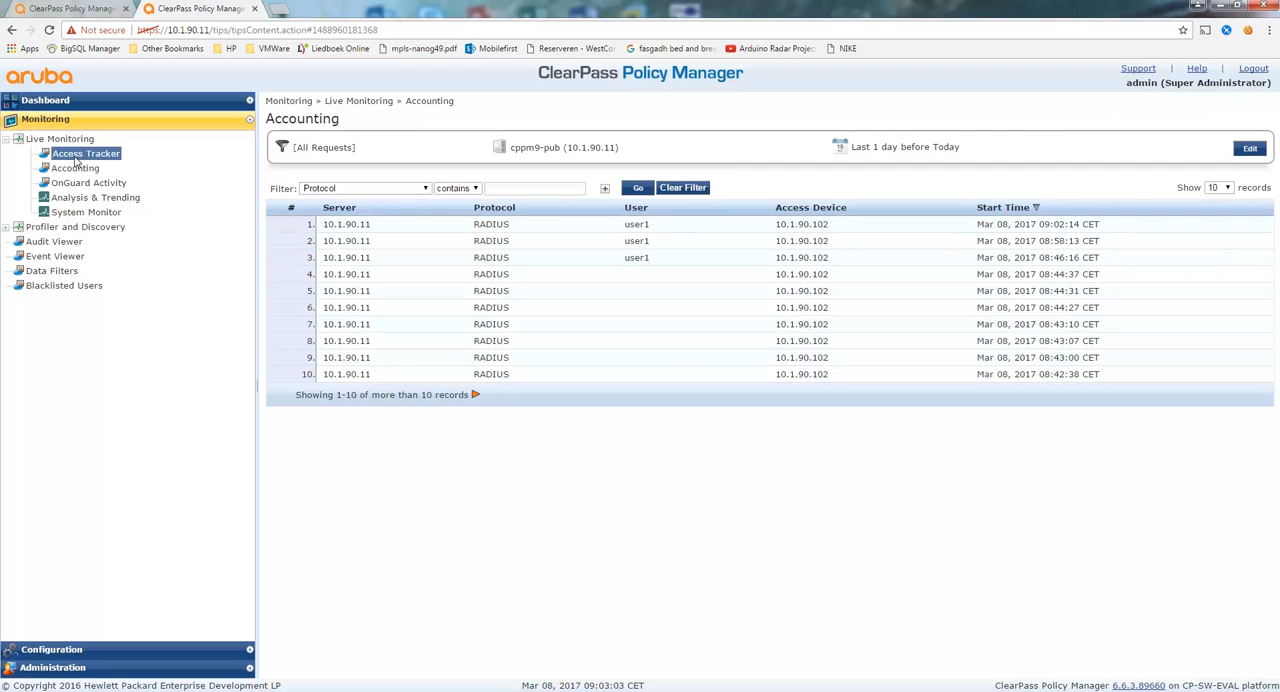 ClearPass Policy Manage
ClearPass Policy Manage
Not secure https://10.1.90.11/tips/tipsContent.action#1488960181368
Apps BigSQL Manager Other Bookmarks HP VMWare Liedboek Online mpls-nanog49.pdf Mobilefirst Reserveren - WestCo fasgadh bed and bre Arduino Radar Projec NIKE
aruba
ClearPass Policy Manager
Support | Help | Logout
admin (Super Administrator)
Dashboard
Monitoring
Live Monitoring
Access Tracker
Accounting
OnGuard Activity
Analysis & Trending
System Monitor
Profiler and Discovery
Audit Viewer
Event Viewer
Data Filters
Blacklisted Users
Configuration
Administration
Monitoring » Live Monitoring » Accounting
Accounting
[All Requests] cppm9-pub (10.1.90.11) Last 1 day before Today Edit
Filter: Protocol contains + Go Clear Filter Show 10 records
# Server Protocol User Access Device Start Time
1. 10.1.90.11 RADIUS user1 10.1.90.102 Mar 08, 2017 09:02:14 CET
2. 10.1.90.11 RADIUS user1 10.1.90.102 Mar 08, 2017 08:58:13 CET
3. 10.1.90.11 RADIUS user1 10.1.90.102 Mar 08, 2017 08:46:16 CET
4. 10.1.90.11 RADIUS 10.1.90.102 Mar 08, 2017 08:44:37 CET
5. 10.1.90.11 RADIUS 10.1.90.102 Mar 08, 2017 08:44:31 CET
6. 10.1.90.11 RADIUS 10.1.90.102 Mar 08, 2017 08:44:27 CET
7. 10.1.90.11 RADIUS 10.1.90.102 Mar 08, 2017 08:43:10 CET
8. 10.1.90.11 RADIUS 10.1.90.102 Mar 08, 2017 08:43:07 CET
9. 10.1.90.11 RADIUS 10.1.90.102 Mar 08, 2017 08:43:00 CET
10. 10.1.90.11 RADIUS 10.1.90.102 Mar 08, 2017 08:42:38 CET
Showing 1-10 of more than 10 records
© Copyright 2016 Hewlett Packard Enterprise Development LP Mar 08, 2017 09:03:03 CET ClearPass Policy Manager 6.6.3.89660 on CP-SW-EVAL platform